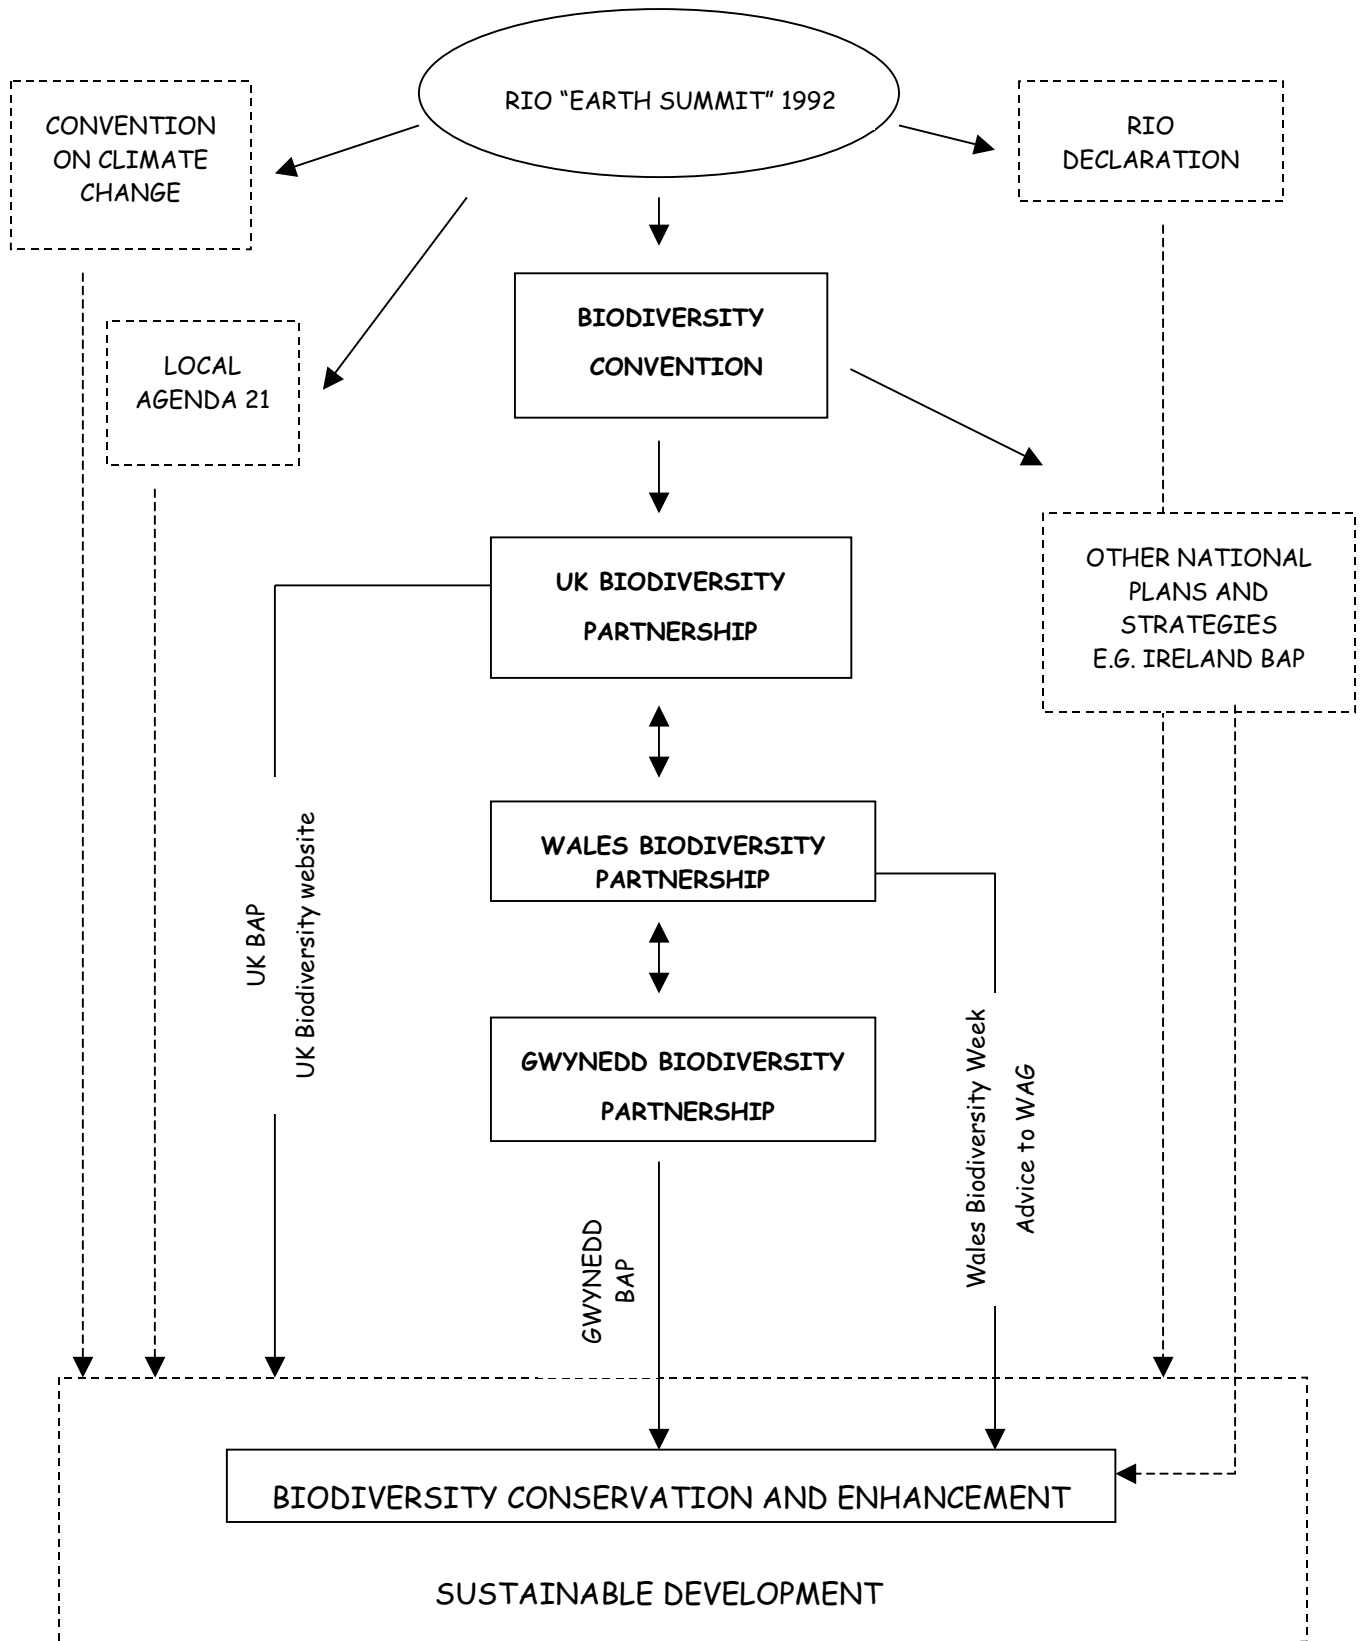 RIO “EARTH SUMMIT” 1992
CONVENTION
ON CLIMATE
CHANGE
RIO
DECLARATION
BIODIVERSITY
CONVENTION
LOCAL
AGENDA 21
UK BIODIVERSITY
PARTNERSHIP
OTHER NATIONAL
PLANS AND
STRATEGIES
E.G. IRELAND BAP
WALES BIODIVERSITY
PARTNERSHIP
UK BAP
UK Biodiversity website
GWYNEDD BIODIVERSITY
PARTNERSHIP
Wales Biodiversity Week
Advice to WAG
GWYNEDD
BAP
BIODIVERSITY CONSERVATION AND ENHANCEMENT
SUSTAINABLE DEVELOPMENT